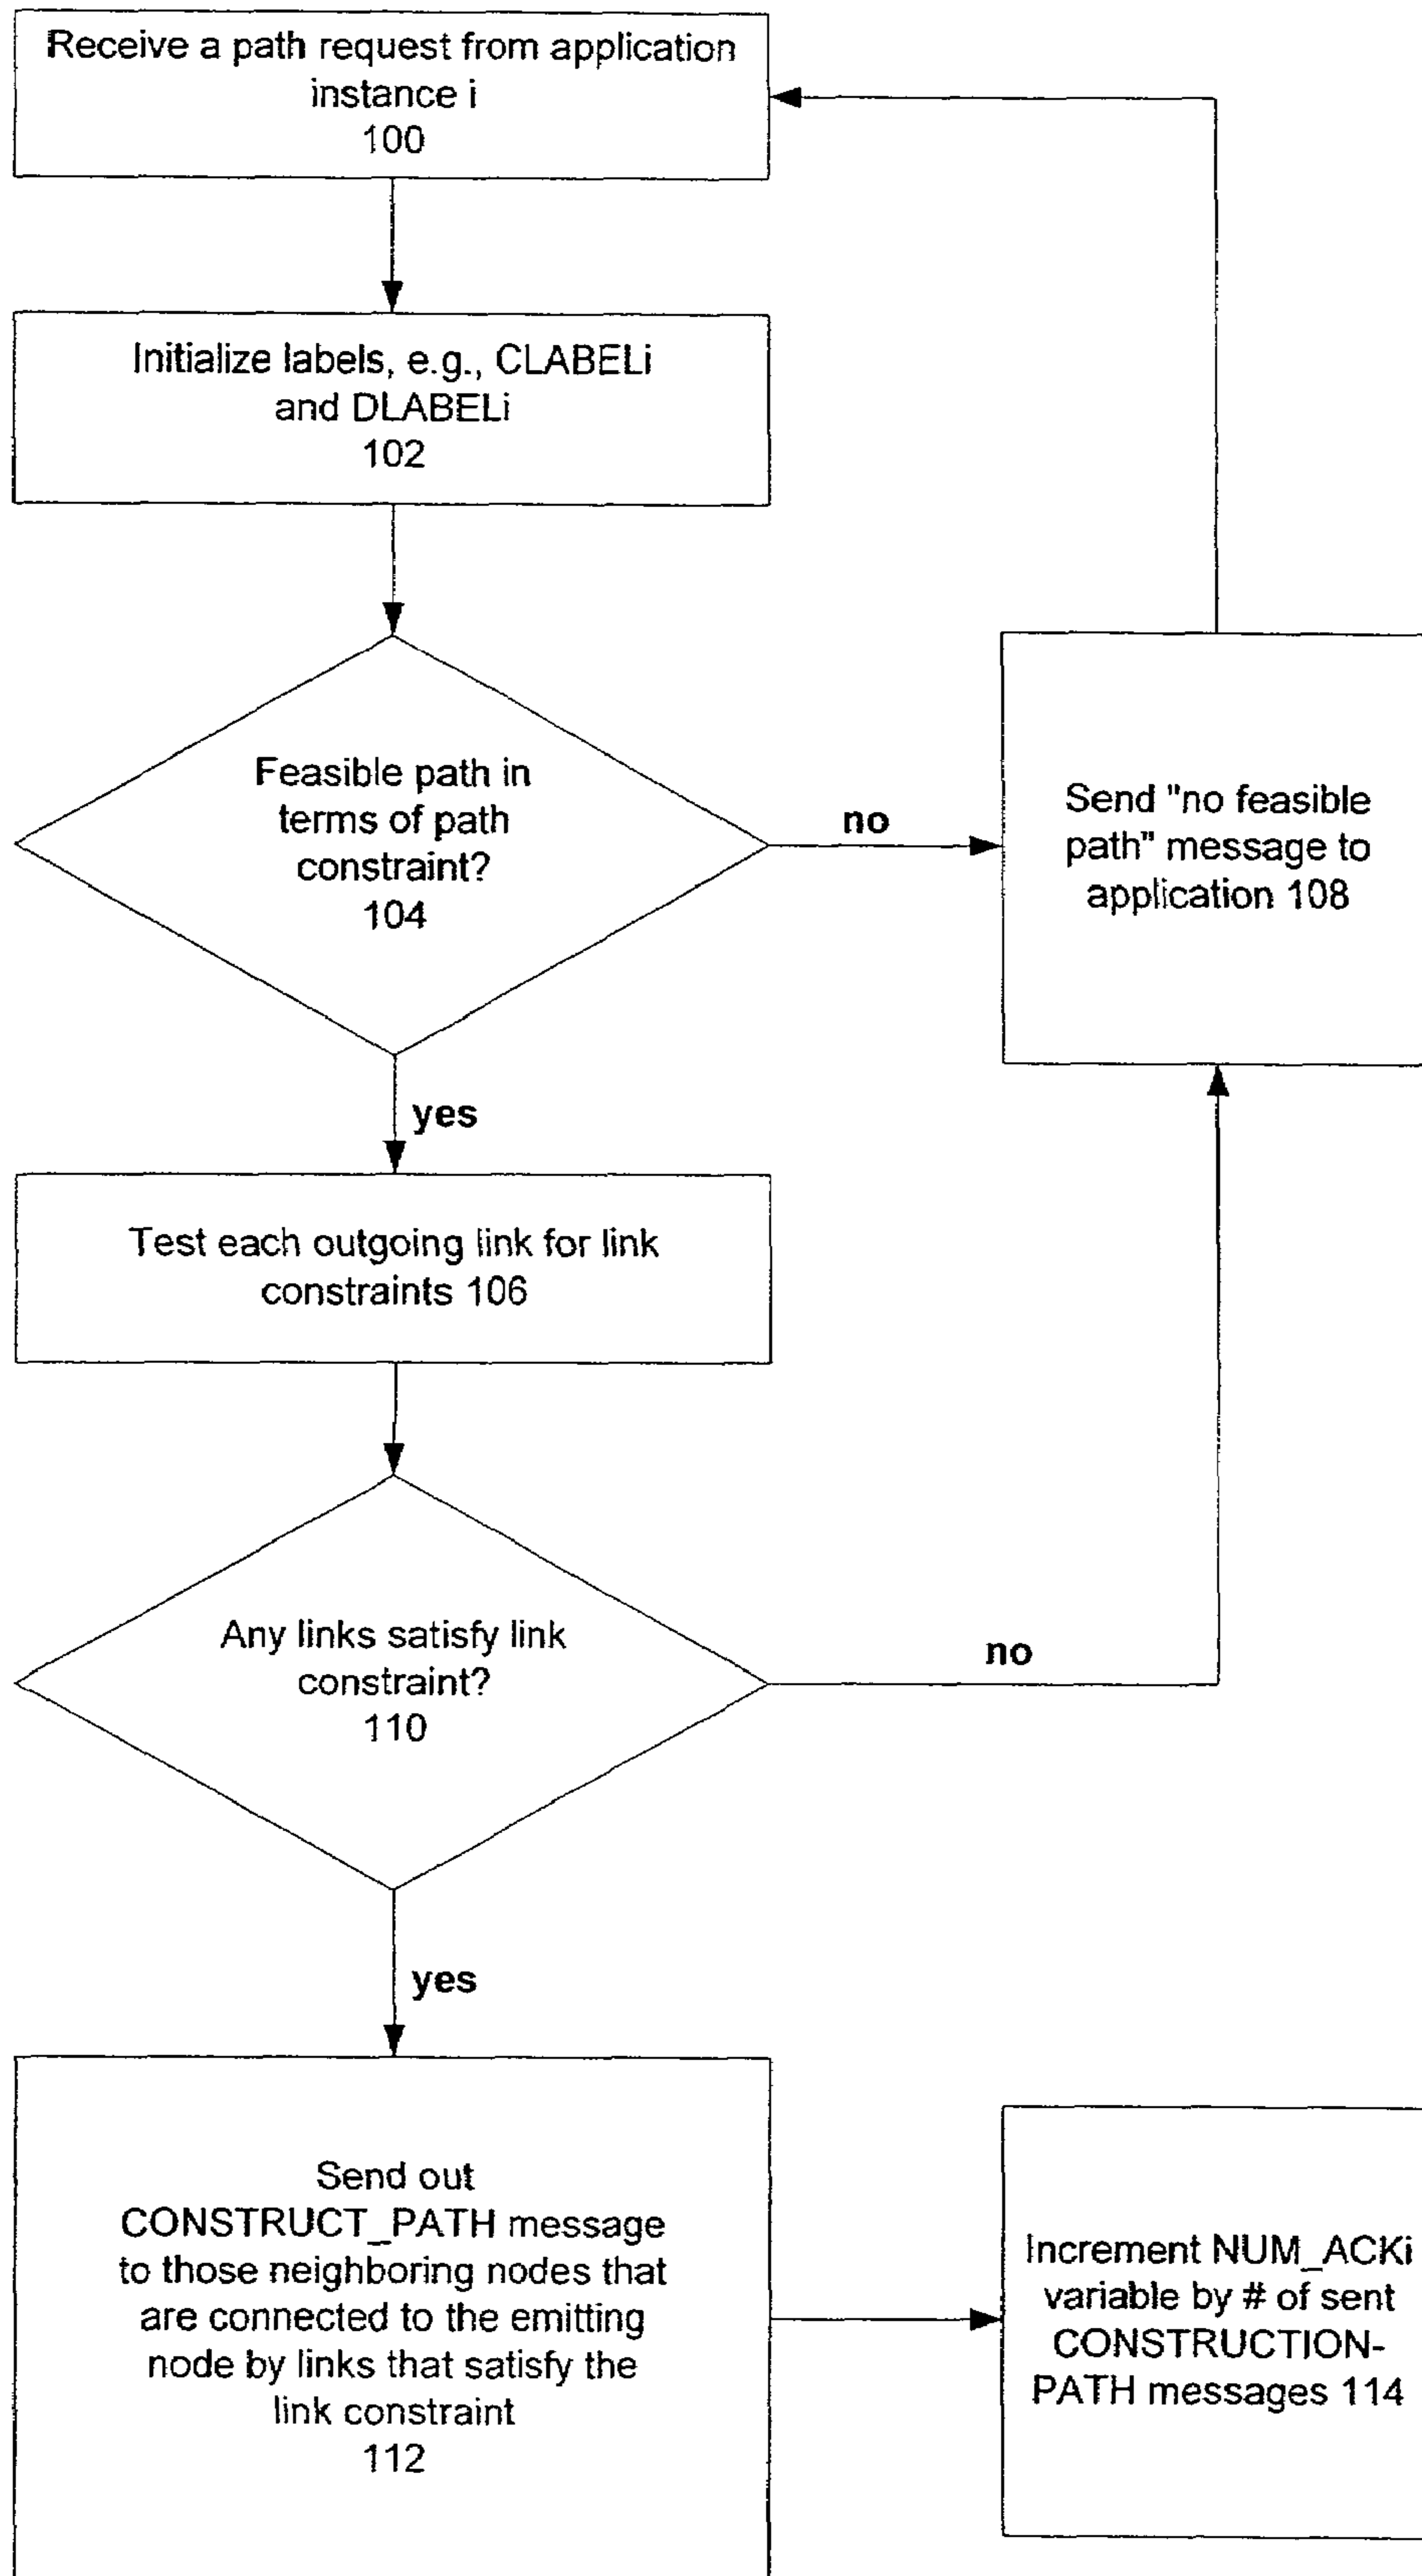 Receive a path request from application
instance i
100
Initialize labels, e.g., CLABELi
and DLABELi
102
Feasible path in
terms of path
constraint?
104
no
Send "no feasible
path" message to
application 108
yes
Test each outgoing link for link
constraints 106
Any links satisfy link
constraint?
110
no
yes
Send out
CONSTRUCT_PATH message
to those neighboring nodes that
are connected to the emitting
node by links that satisfy the
link constraint
112
Increment NUM_ACKi
variable by # of sent
CONSTRUCTION-
PATH messages 114